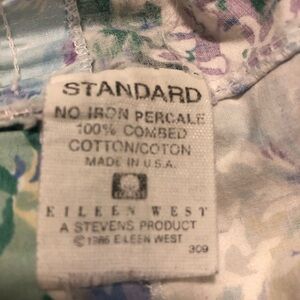 STANDARD
NO IRON PERCALE
100% COMBED
COTTON/COTON
MADE IN U.S.A.
EILEEN WEST
A STEVENS PRODUCT
©1986 EILEEN WEST
309